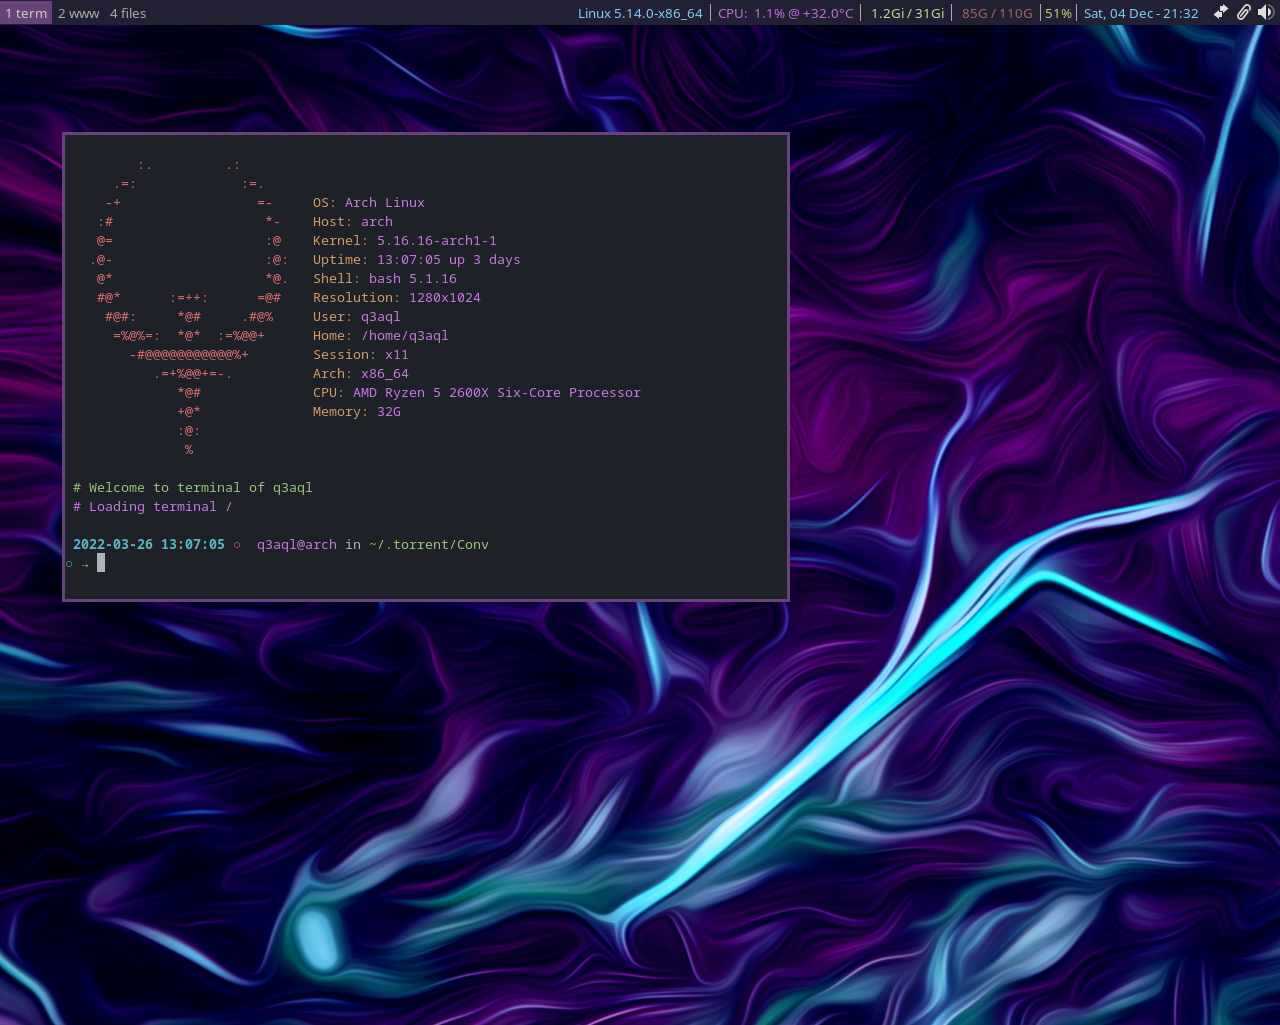 1 term 2 www 4 files Linux 5.14.0-x86_64 CPU: 1.1% @ +32.0°C 1.2Gi / 31Gi 85G / 110G 51% Sat, 04 Dec - 21:32
:. .:
.=: :=.
-+ =- OS: Arch Linux
:# *- Host: arch
@= :@ Kernel: 5.16.16-arch1-1
.@- :@: Uptime: 13:07:05 up 3 days
@* *@. Shell: bash 5.1.16
#@* :=++: =@# Resolution: 1280x1024
#@#: *@# .#@% User: q3aql
=%@%=: *@* :=%@@+ Home: /home/q3aql
-#@@@@@@@@@@@%+ Session: x11
.=+%@@+=-. Arch: x86_64
*@# CPU: AMD Ryzen 5 2600X Six-Core Processor
+@* Memory: 32G
:@:
%
# Welcome to terminal of q3aql
# Loading terminal /
2022-03-26 13:07:05 ○ q3aql@arch in ~/.torrent/Conv
○ →